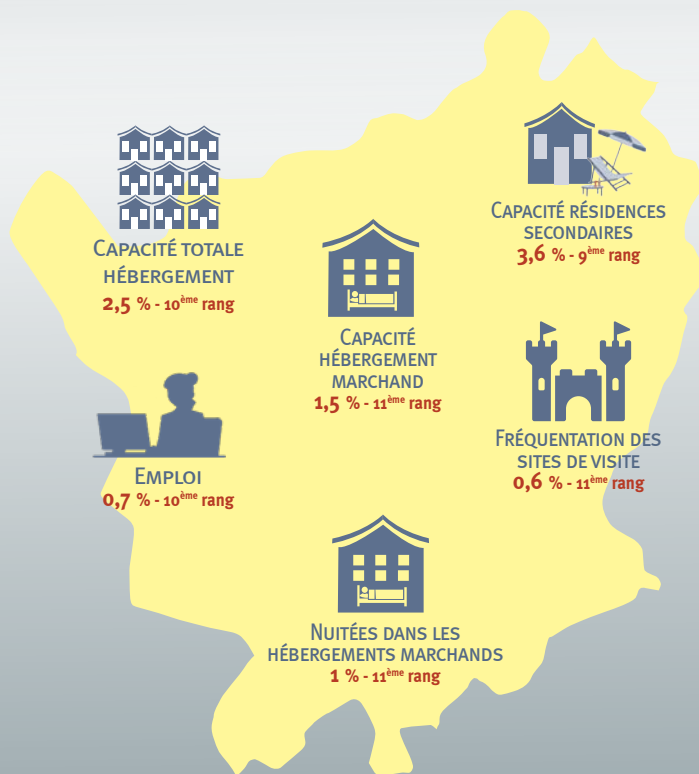 CAPACITÉ TOTALE
HÉBERGEMENT
2,5 % - 10ème rang
CAPACITÉ RÉSIDENCES
SECONDAIRES
3,6 % - 9ème rang
CAPACITÉ
HÉBERGEMENT
MARCHAND
1,5 % - 11ème rang
EMPLOI
0,7 % - 10ème rang
FRÉQUENTATION DES
SITES DE VISITE
0,6 % - 11ème rang
NUITÉES DANS LES
HÉBERGEMENTS MARCHANDS
1 % - 11ème rang